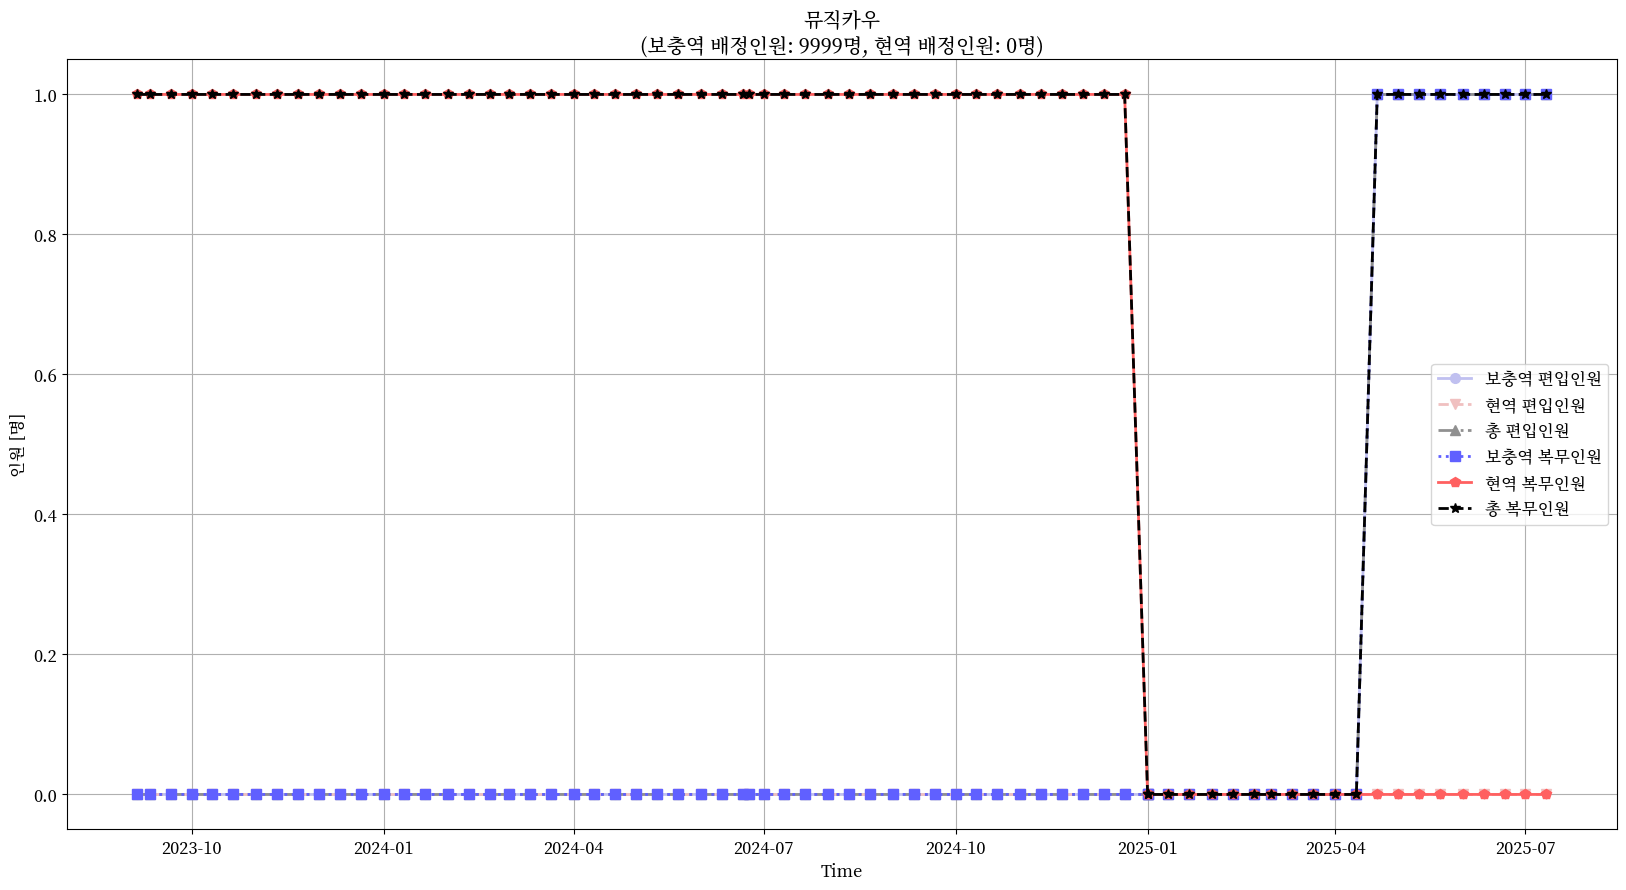 뮤직카우
(보충역 배정인원: 9999명, 현역 배정인원: 0명)
인원 [명]
1.0
0.8
0.6
0.4
0.2
0.0
보충역 편입인원
현역 편입인원
총 편입인원
보충역 복무인원
현역 복무인원
총 복무인원
2023-10
2024-01
2024-04
2024-07
2024-10
2025-01
2025-04
2025-07
Time